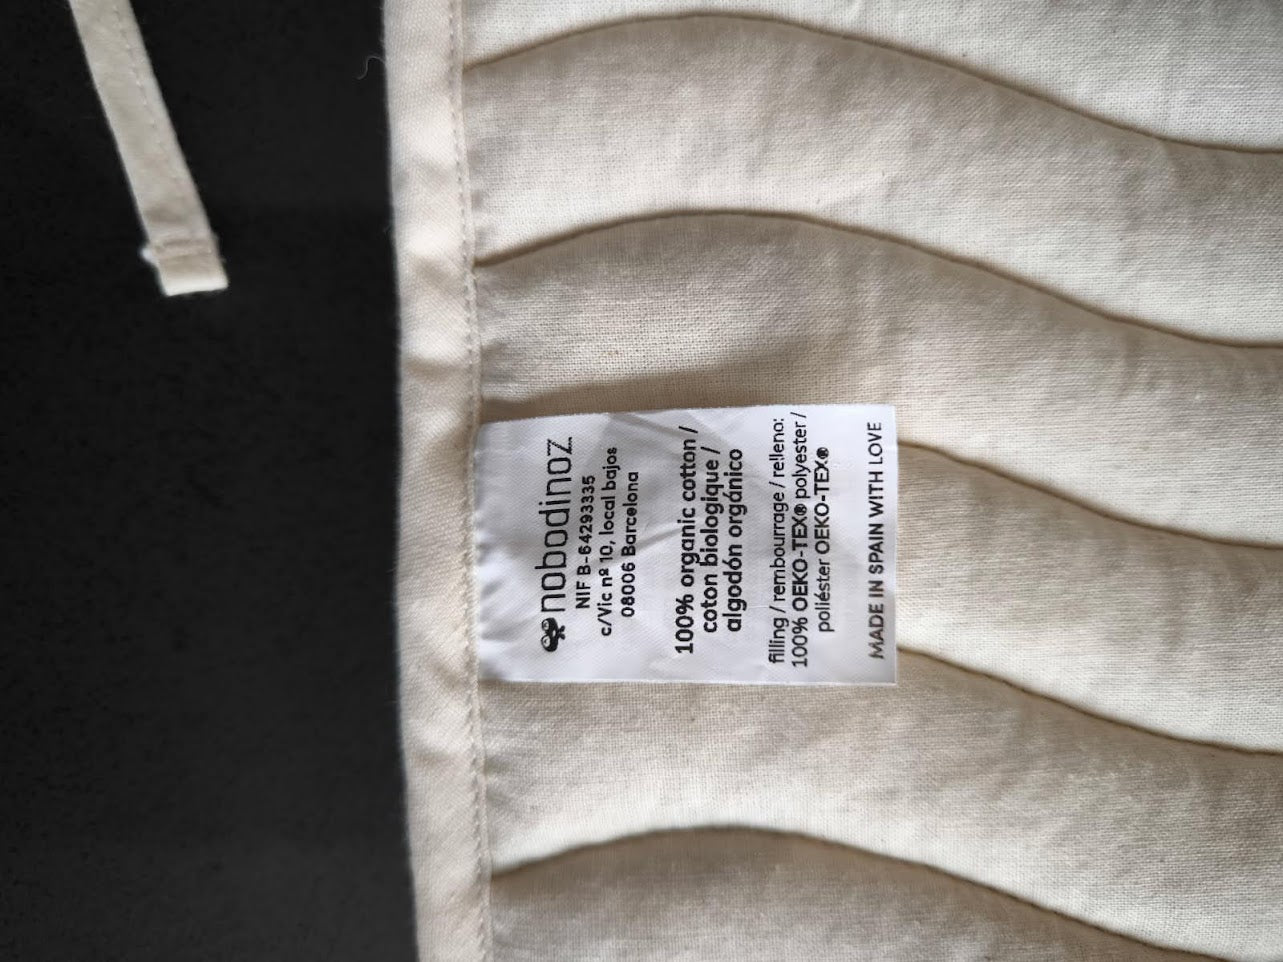 nobodinoz
NIF B-64293335
c/Vic nº 10, local bajos
08006 Barcelona
100% organic cotton /
coton biologique /
algodón orgánico
filling / rembourrage / relleno:
100% OEKO-TEX® polyester /
poliéster OEKO-TEX®
MADE IN SPAIN WITH LOVE